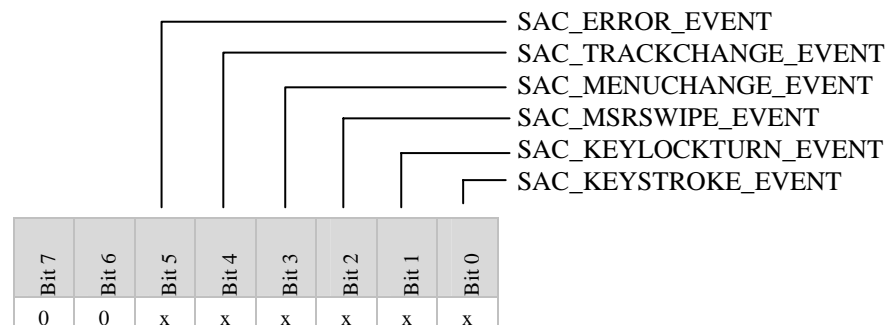 SAC_ERROR_EVENT
SAC_TRACKCHANGE_EVENT
SAC_MENUCHANGE_EVENT
SAC_MSRSWIPE_EVENT
SAC_KEYLOCKTURN_EVENT
SAC_KEYSTROKE_EVENT
Bit 7 Bit 6 Bit 5 Bit 4 Bit 3 Bit 2 Bit 1 Bit 0
0 0 x x x x x x